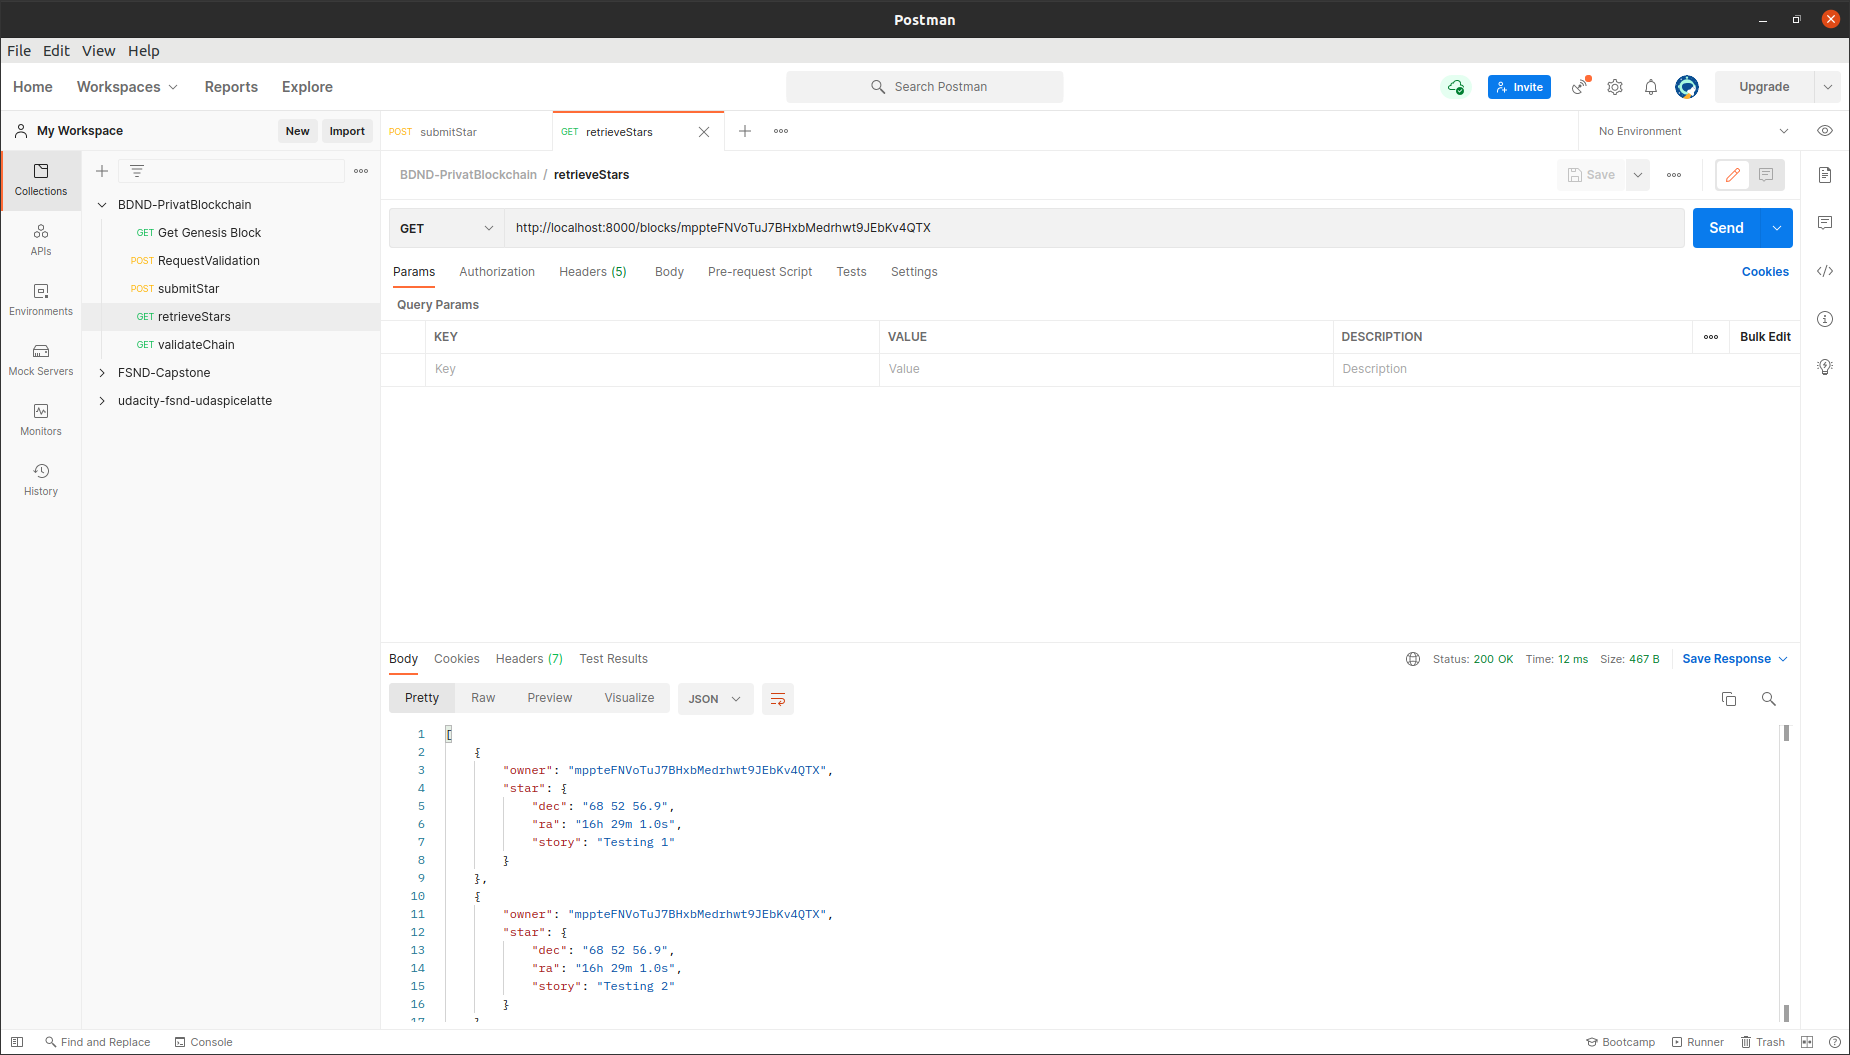 Postman
File Edit View Help
Home Workspaces Reports Explore Search Postman Invite Upgrade
My Workspace New Import POST submitStar GET retrieveStars No Environment
Collections
APIs
Environments
Mock Servers
Monitors
History
BDND-PrivatBlockchain
GET Get Genesis Block
POST RequestValidation
POST submitStar
GET retrieveStars
GET validateChain
FSND-Capstone
udacity-fsnd-udaspicelatte
BDND-PrivatBlockchain / retrieveStars Save
GET http://localhost:8000/blocks/mppteFNVoTuJ7BHxbMedrhwt9JEbKv4QTX Send
Params Authorization Headers (5) Body Pre-request Script Tests Settings Cookies
Query Params
KEY VALUE DESCRIPTION Bulk Edit
Key Value Description
Body Cookies Headers (7) Test Results Status: 200 OK Time: 12 ms Size: 467 B Save Response
Pretty Raw Preview Visualize JSON
1 [
2 {
3 "owner": "mppteFNVoTuJ7BHxbMedrhwt9JEbKv4QTX",
4 "star": {
5 "dec": "68 52 56.9",
6 "ra": "16h 29m 1.0s",
7 "story": "Testing 1"
8 }
9 },
10 {
11 "owner": "mppteFNVoTuJ7BHxbMedrhwt9JEbKv4QTX",
12 "star": {
13 "dec": "68 52 56.9",
14 "ra": "16h 29m 1.0s",
15 "story": "Testing 2"
16 }
17 }
Find and Replace Console Bootcamp Runner Trash